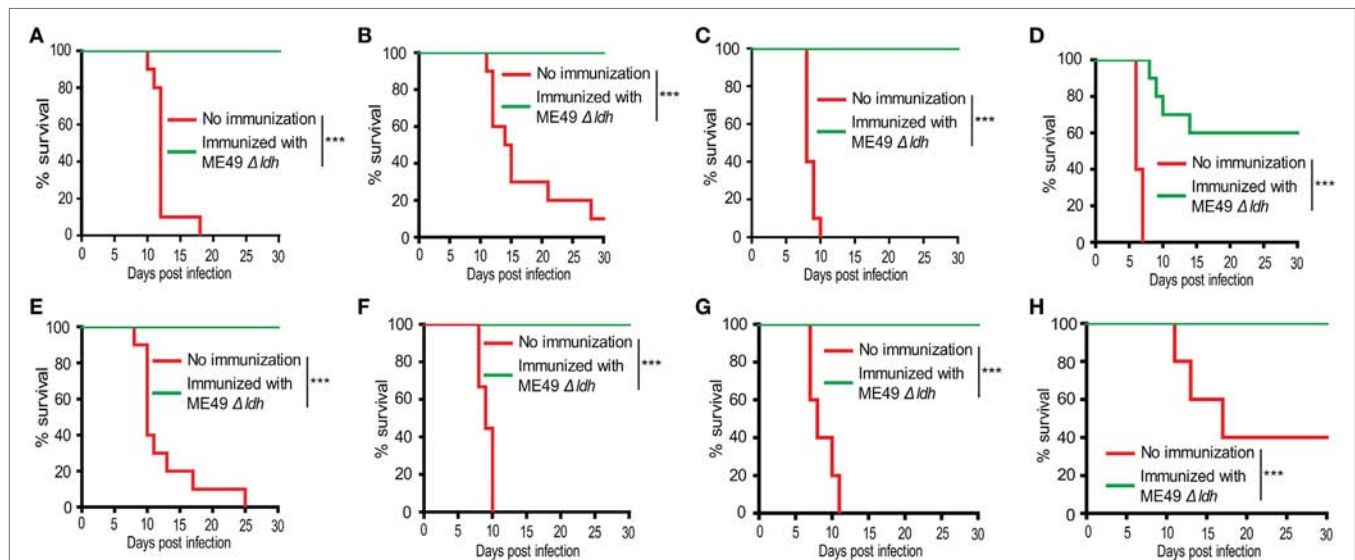 A
% survival
100
80
60
40
20
0
0 5 10 15 20 25 30
Days post infection
No immunization
Immunized with
ME49 Δldh
***
B
% survival
100
80
60
40
20
0
0 5 10 15 20 25 30
Days post infection
No immunization
Immunized with
ME49 Δldh
***
C
% survival
100
80
60
40
20
0
0 5 10 15 20 25 30
Days post infection
No immunization
Immunized with
ME49 Δldh
***
D
% survival
100
80
60
40
20
0
0 5 10 15 20 25 30
Days post infection
No immunization
Immunized with
ME49 Δldh
***
E
% survival
100
80
60
40
20
0
0 5 10 15 20 25 30
Days post infection
No immunization
Immunized with
ME49 Δldh
***
F
% survival
100
80
60
40
20
0
0 5 10 15 20 25 30
Days post infection
No immunization
Immunized with
ME49 Δldh
***
G
% survival
100
80
60
40
20
0
0 5 10 15 20 25 30
Days post infection
No immunization
Immunized with
ME49 Δldh
***
H
% survival
100
80
60
40
20
0
0 5 10 15 20 25 30
Days post infection
No immunization
Immunized with
ME49 Δldh
***